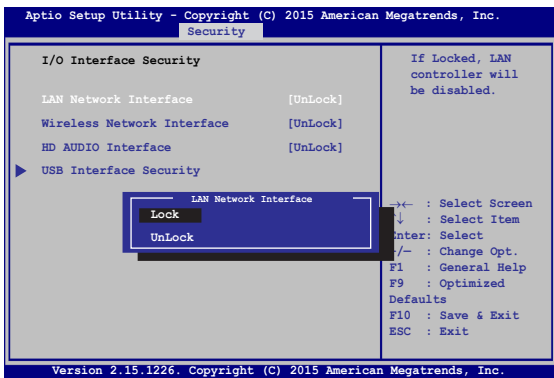 Aptio Setup Utility - Copyright (C) 2015 American Megatrends, Inc.
Security
I/O Interface Security
LAN Network Interface [UnLock]
Wireless Network Interface [UnLock]
HD AUDIO Interface [UnLock]
USB Interface Security
If Locked, LAN
controller will
be disabled.
LAN Network Interface
Lock
UnLock
→← : Select Screen
↑↓ : Select Item
Enter: Select
+/— : Change Opt.
F1 : General Help
F9 : Optimized
Defaults
F10 : Save & Exit
ESC : Exit
Version 2.15.1226. Copyright (C) 2015 American Megatrends, Inc.